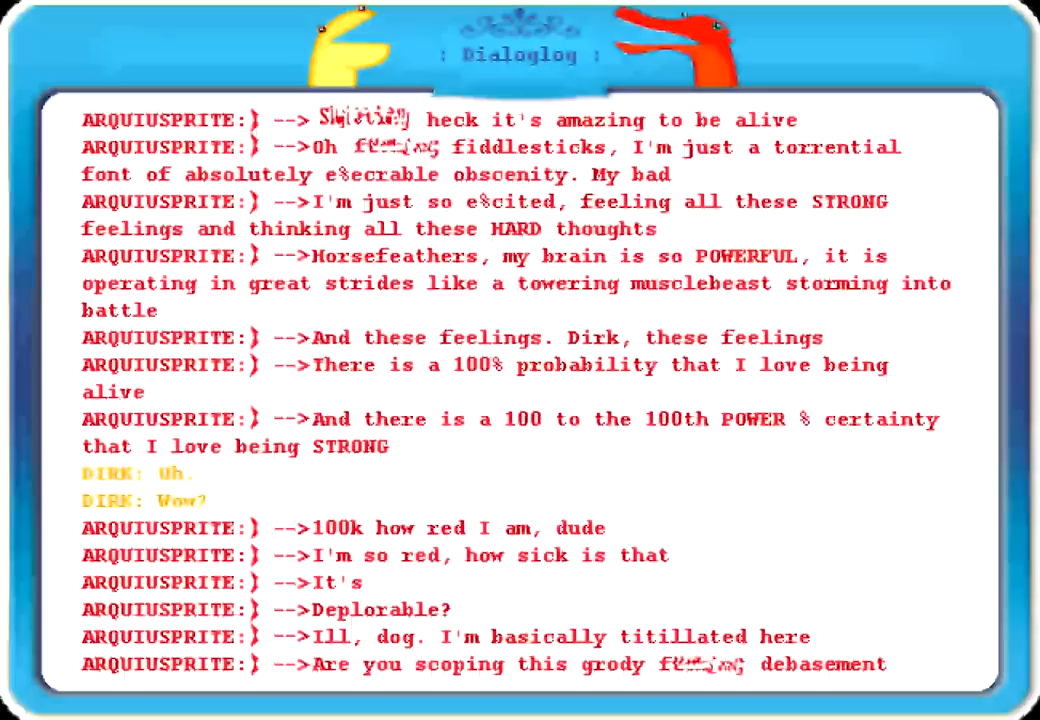 : Dialoglog :
ARQUIUSPRITE:} --> heck it's amazing to be alive
ARQUIUSPRITE:} -->Oh fiddlesticks, I'm just a torrential
font of absolutely e%ecrable obscenity. My bad
ARQUIUSPRITE:} -->I'm just so e%cited, feeling all these STRONG
feelings and thinking all these HARD thoughts
ARQUIUSPRITE:} -->Horsefeathers, my brain is so POWERFUL, it is
operating in great strides like a towering musclebeast storming into
battle
ARQUIUSPRITE:} -->And these feelings. Dirk, these feelings
ARQUIUSPRITE:} -->There is a 100% probability that I love being
alive
ARQUIUSPRITE:} -->And there is a 100 to the 100th POWER % certainty
that I love being STRONG
DIRK: Uh.
DIRK: Wow?
ARQUIUSPRITE:} -->100k how red I am, dude
ARQUIUSPRITE:} -->I'm so red, how sick is that
ARQUIUSPRITE:} -->It's
ARQUIUSPRITE:} -->Deplorable?
ARQUIUSPRITE:} -->Ill, dog. I'm basically titillated here
ARQUIUSPRITE:} -->Are you scoping this grody debasement